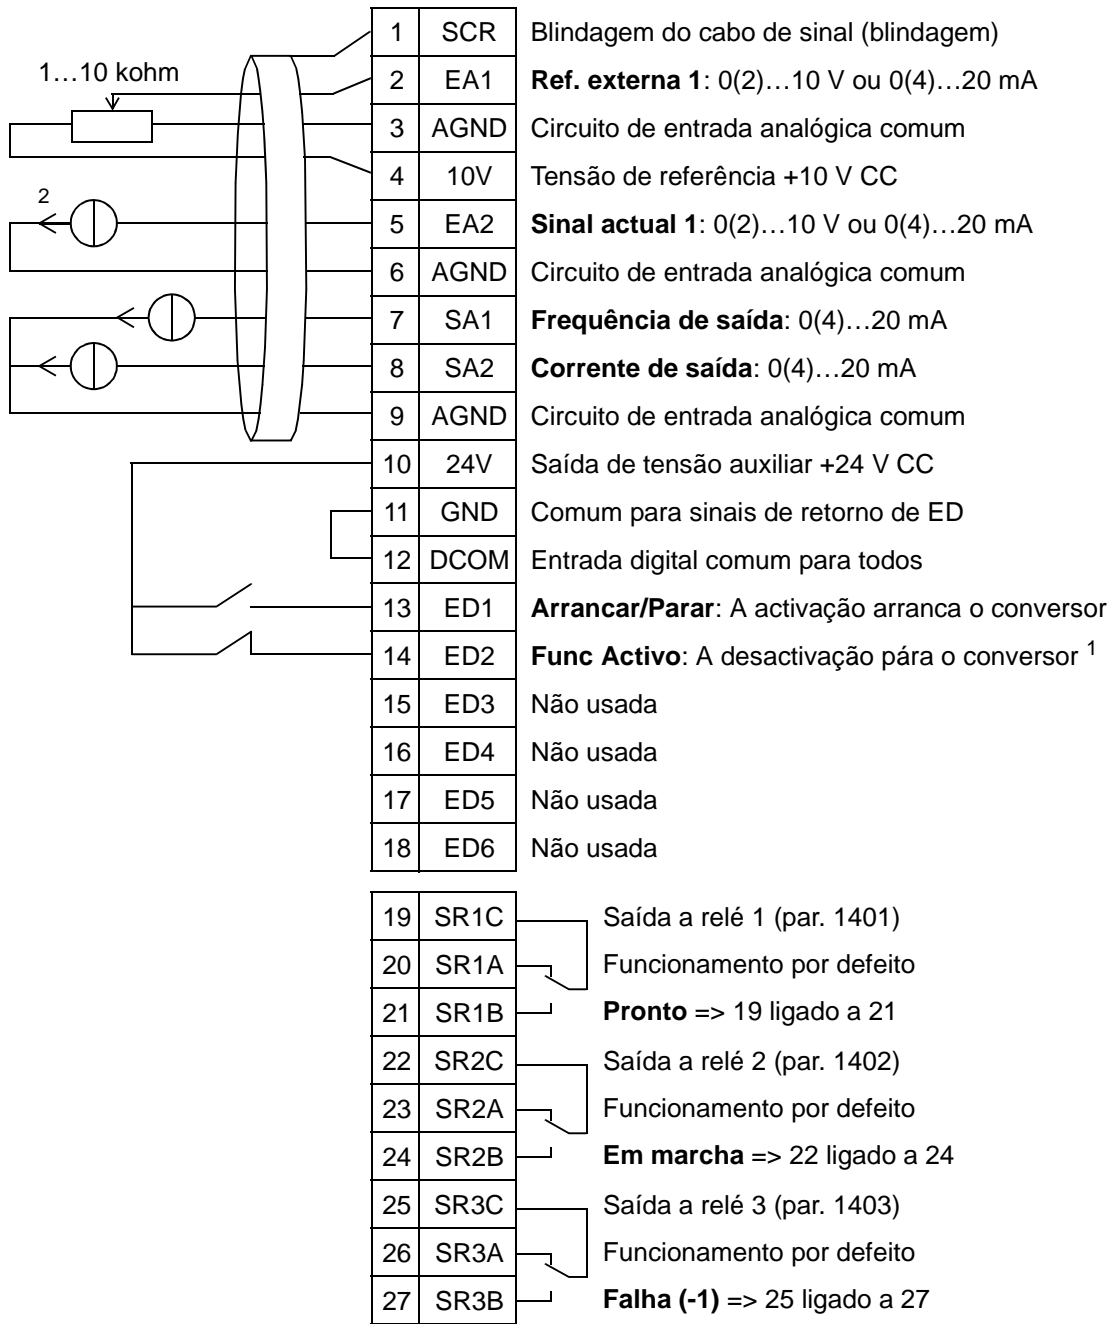 1 SCR Blindagem do cabo de sinal (blindagem)
1…10 kohm
2 EA1 Ref. externa 1: 0(2)…10 V ou 0(4)…20 mA
3 AGND Circuito de entrada analógica comum
4 10V Tensão de referência +10 V CC
2
5 EA2 Sinal actual 1: 0(2)…10 V ou 0(4)…20 mA
6 AGND Circuito de entrada analógica comum
7 SA1 Frequência de saída: 0(4)…20 mA
8 SA2 Corrente de saída: 0(4)…20 mA
9 AGND Circuito de entrada analógica comum
10 24V Saída de tensão auxiliar +24 V CC
11 GND Comum para sinais de retorno de ED
12 DCOM Entrada digital comum para todos
13 ED1 Arrancar/Parar: A activação arranca o conversor
14 ED2 Func Activo: A desactivação pára o conversor 1
15 ED3 Não usada
16 ED4 Não usada
17 ED5 Não usada
18 ED6 Não usada
19 SR1C Saída a relé 1 (par. 1401)
20 SR1A Funcionamento por defeito
21 SR1B Pronto => 19 ligado a 21
22 SR2C Saída a relé 2 (par. 1402)
23 SR2A Funcionamento por defeito
24 SR2B Em marcha => 22 ligado a 24
25 SR3C Saída a relé 3 (par. 1403)
26 SR3A Funcionamento por defeito
27 SR3B Falha (-1) => 25 ligado a 27